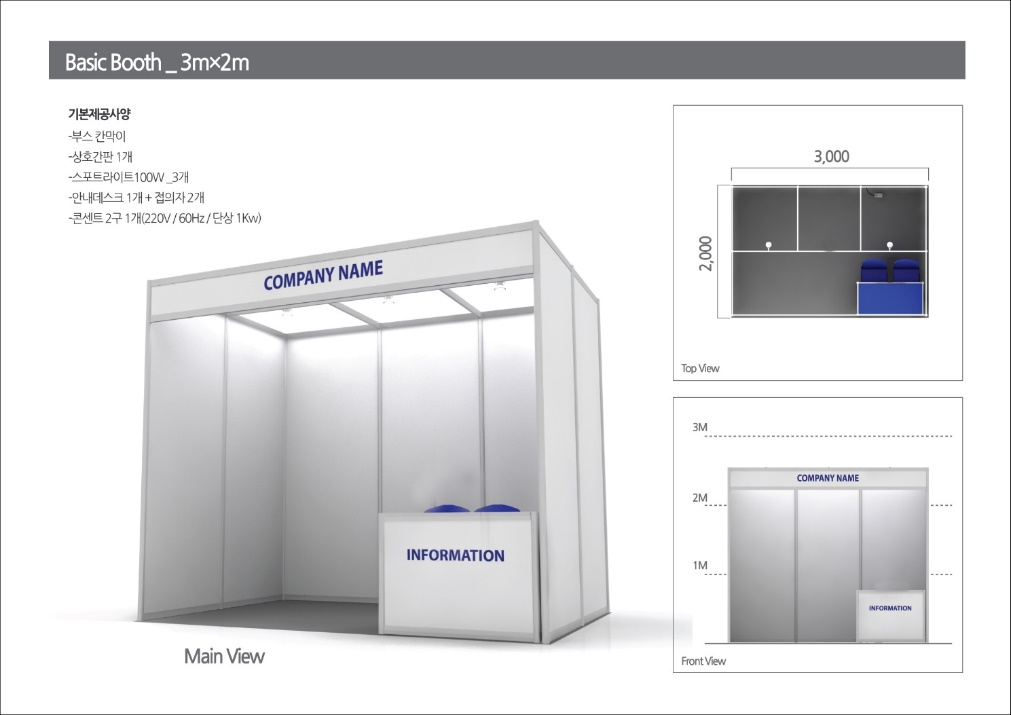 Basic Booth _ 3m×2m
기본제공사양
-부스 칸막이
-상호간판 1개
-스포트라이트100W _3개
-안내데스크 1개 + 접의자 2개
-콘센트 2구 1개(220V / 60Hz / 단상 1Kw)
COMPANY NAME
INFORMATION
Main View
3,000
2,000
Top View
3M
COMPANY NAME
2M
1M
INFORMATION
Front View